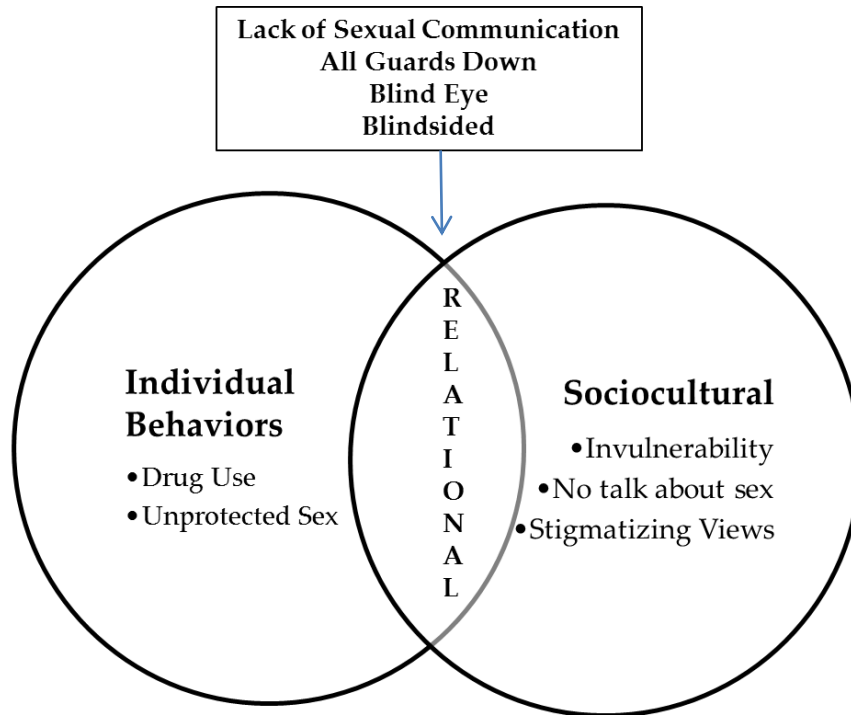 Lack of Sexual Communication
All Guards Down
Blind Eye
Blindsided
RELATIONAL
Individual
Behaviors
•Drug Use
•Unprotected Sex
Sociocultural
•Invulnerability
•No talk about sex
•Stigmatizing Views